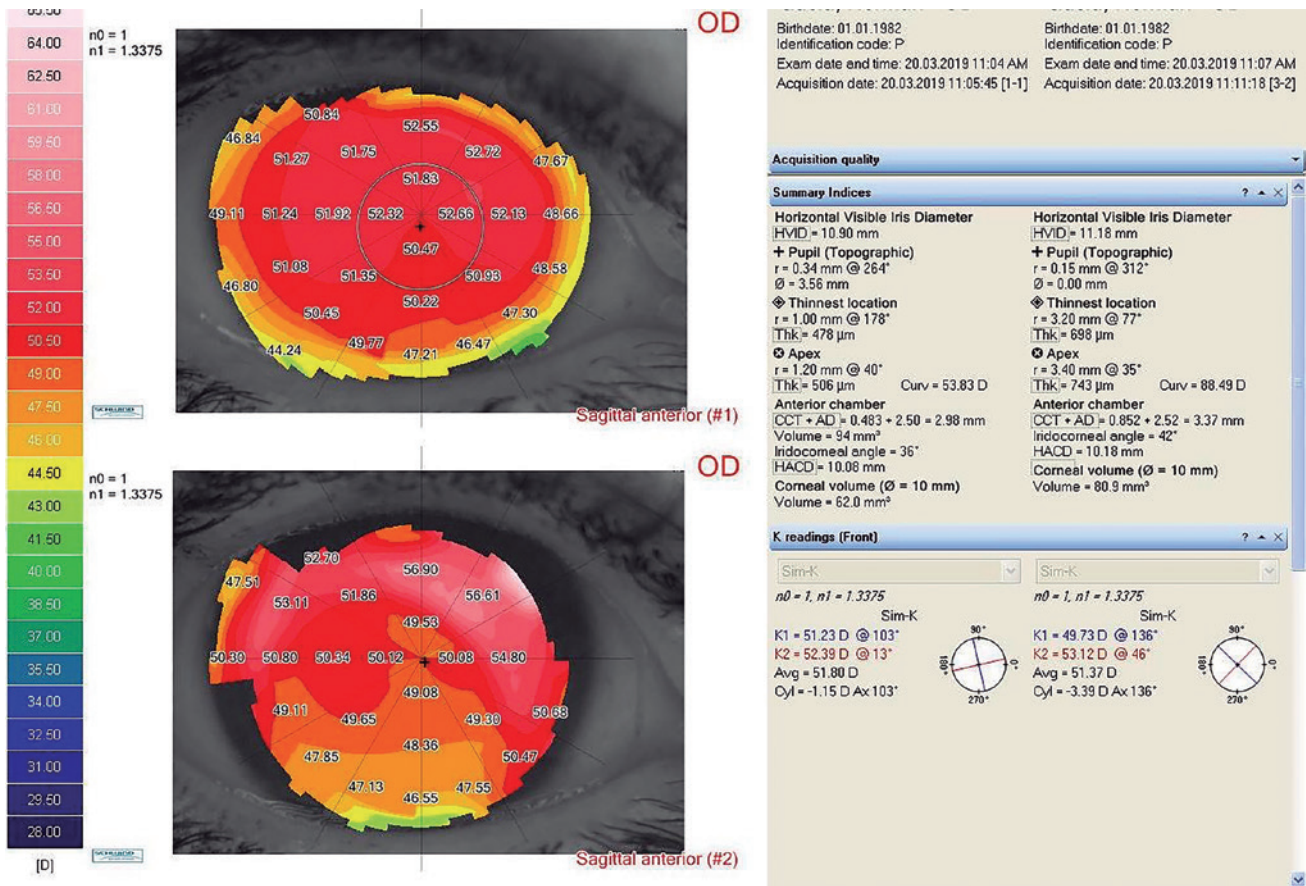 64.00
62.50
61.00
59.50
58.00
56.50
55.00
53.50
52.00
50.50
49.00
47.50
46.00
44.50
43.00
41.50
40.00
38.50
37.00
35.50
34.00
32.50
31.00
29.50
28.00
[D]
n0 = 1
n1 = 1.3375
OD
50.84
52.55
46.84
51.27
51.75
52.72
47.67
51.83
49.11 51.24 51.92 52.32 52.66 52.13 48.66
50.47
51.08
51.35
50.93
48.58
46.80
50.45
50.22
47.30
44.24
49.77
47.21
46.47
SCHWIND
Sagittal anterior (#1)
n0 = 1
n1 = 1.3375
OD
52.70
56.90
47.51
53.11
51.86
56.61
49.53
50.30 50.80 50.34 50.12 50.08 54.80
49.08
49.11
49.65
49.30
50.68
47.85
48.36
50.47
47.13
46.55
47.55
SCHWIND
Sagittal anterior (#2)
Birthdate: 01.01.1982
Identification code: P
Exam date and time: 20.03.2019 11:04 AM
Acquisition date: 20.03.2019 11:05:45 [1-1]
Birthdate: 01.01.1982
Identification code: P
Exam date and time: 20.03.2019 11:07 AM
Acquisition date: 20.03.2019 11:11:18 [3-2]
Acquisition quality
Summary Indices ?
Horizontal Visible Iris Diameter
HVID = 10.90 mm
Pupil (Topographic)
r = 0.34 mm @ 264°
Ø = 3.56 mm
Thinnest location
r = 1.00 mm @ 178°
Thk = 478 µm
Apex
r = 1.20 mm @ 40°
Thk = 506 µm Curv = 53.83 D
Anterior chamber
CCT + AD = 0.483 + 2.50 = 2.98 mm
Volume = 94 mm³
Iridocorneal angle = 36°
HACD = 10.08 mm
Corneal volume (Ø = 10 mm)
Volume = 62.0 mm³
Horizontal Visible Iris Diameter
HVID = 11.18 mm
Pupil (Topographic)
r = 0.15 mm @ 312°
Ø = 0.00 mm
Thinnest location
r = 3.20 mm @ 77°
Thk = 698 µm
Apex
r = 3.40 mm @ 35°
Thk = 743 µm Curv = 88.49 D
Anterior chamber
CCT + AD = 0.852 + 2.52 = 3.37 mm
Iridocorneal angle = 42°
HACD = 10.18 mm
Corneal volume (Ø = 10 mm)
Volume = 80.9 mm³
K readings (Front) ?
Sim-K
n0 = 1, n1 = 1.3375
Sim-K
K1 = 51.23 D @ 103°
K2 = 52.39 D @ 13°
Avg = 51.80 D
Cyl = -1.15 D Ax 103°
90°
180°
0°
270°
Sim-K
n0 = 1, n1 = 1.3375
Sim-K
K1 = 49.73 D @ 136°
K2 = 53.12 D @ 46°
Avg = 51.37 D
Cyl = -3.39 D Ax 136°
90°
180°
0°
270°